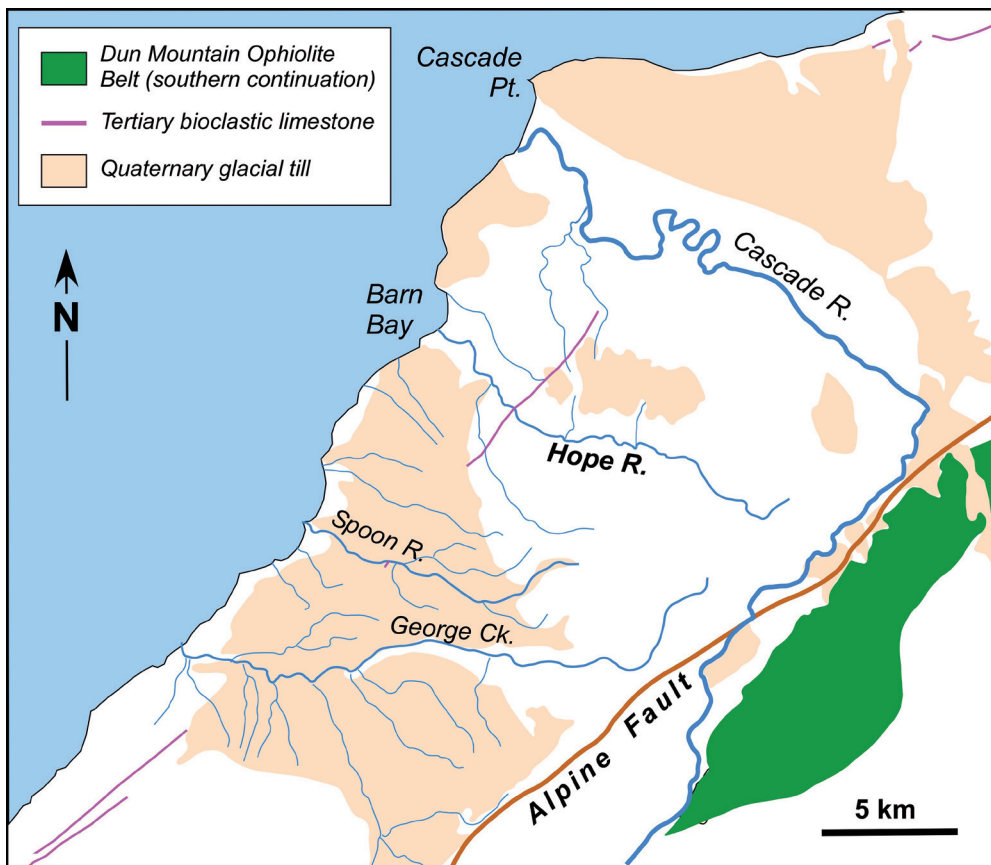 Dun Mountain Ophiolite
Belt (southern continuation)
Tertiary bioclastic limestone
Quaternary glacial till
Cascade
Pt.
N
Cascade R.
Barn
Bay
Hope R.
Spoon R.
George Ck.
Alpine Fault
5 km